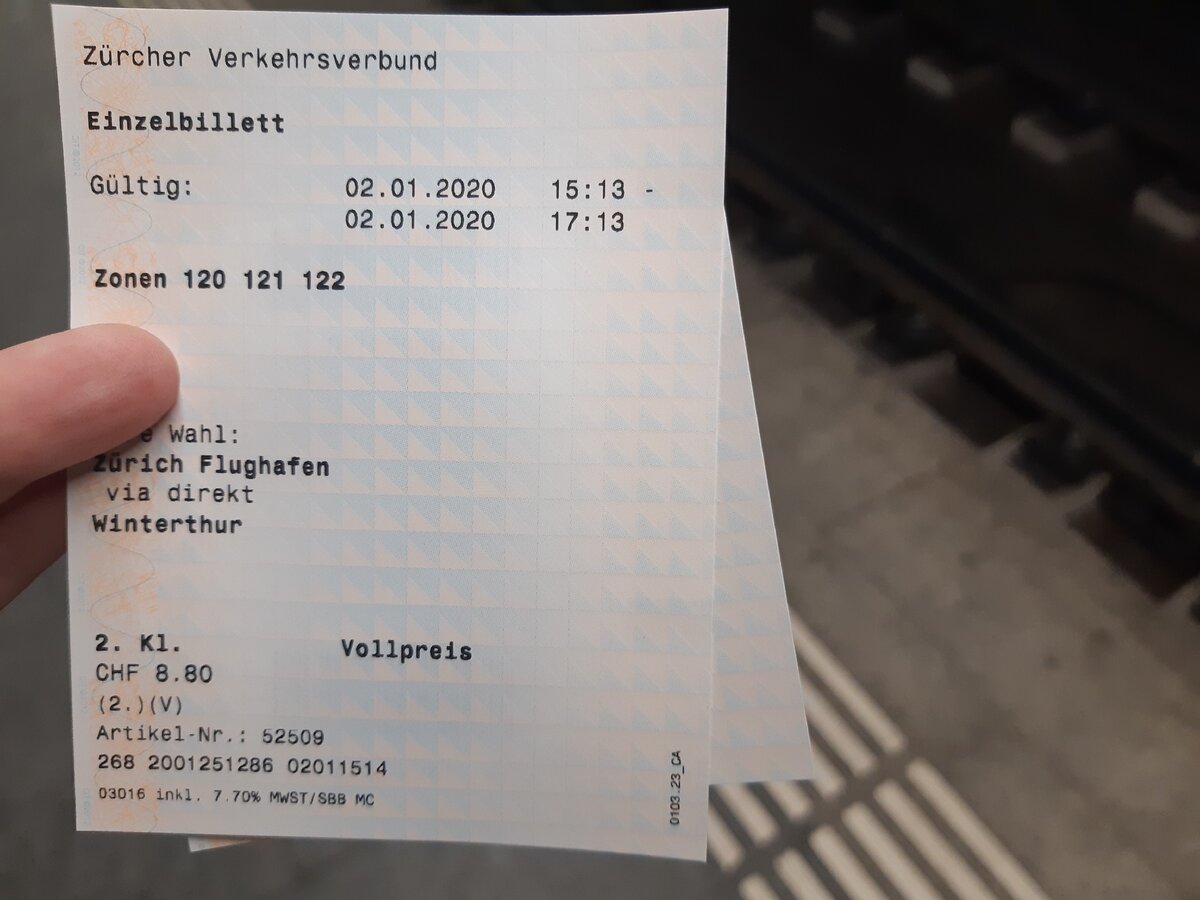 Zürcher Verkehrsverbund
Einzelbillett
Gültig: 02.01.2020 15:13 -
02.01.2020 17:13
Zonen 120 121 122
e Wahl:
Zürich Flughafen
via direkt
Winterthur
2. Kl. Vollpreis
CHF 8.80
(2.)(V)
Artikel-Nr.: 52509
268 2001251286 02011514
03016 inkl. 7.70% MWST/SBB MC
0103.23_CA